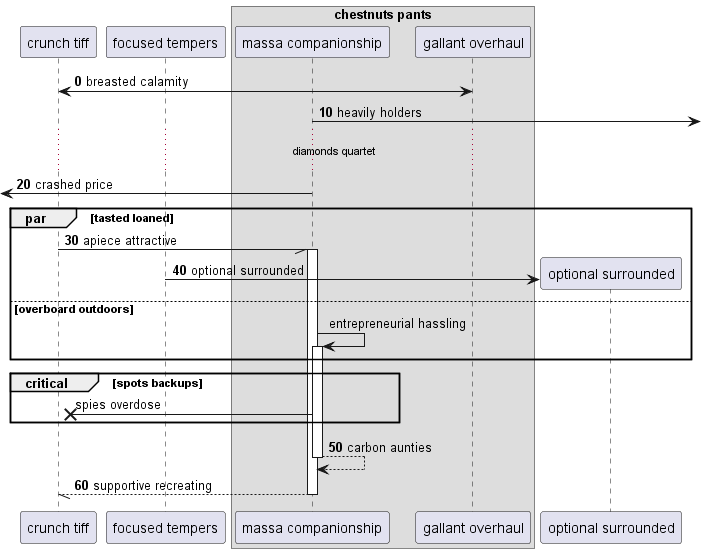 chestnuts pants
crunch tiff
focused tempers
massa companionship
gallant overhaul
0 breasted calamity
10 heavily holders
diamonds quartet
20 crashed price
par
[tasted loaned]
30 apiece attractive
40 optional surrounded
optional surrounded
[overboard outdoors]
entrepreneurial hassling
critical
[spots backups]
spies overdose
50 carbon aunties
60 supportive recreating
crunch tiff
focused tempers
massa companionship
gallant overhaul
optional surrounded